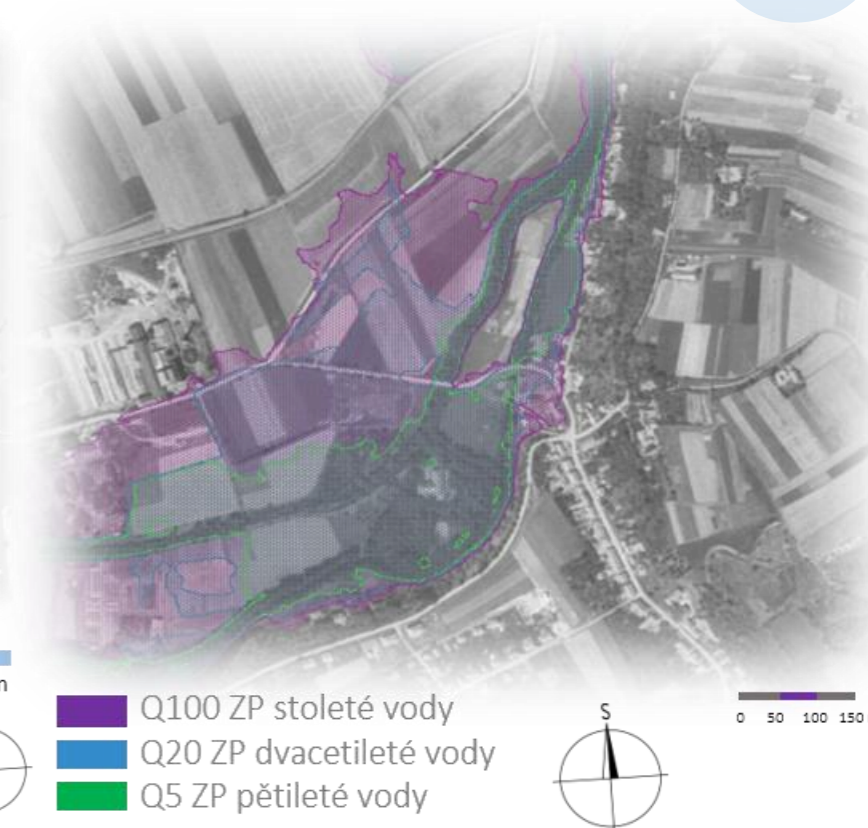 n
Q100 ZP stoleté vody
Q20 ZP dvacetileté vody
Q5 ZP pětileté vody
S
0 50 100 150